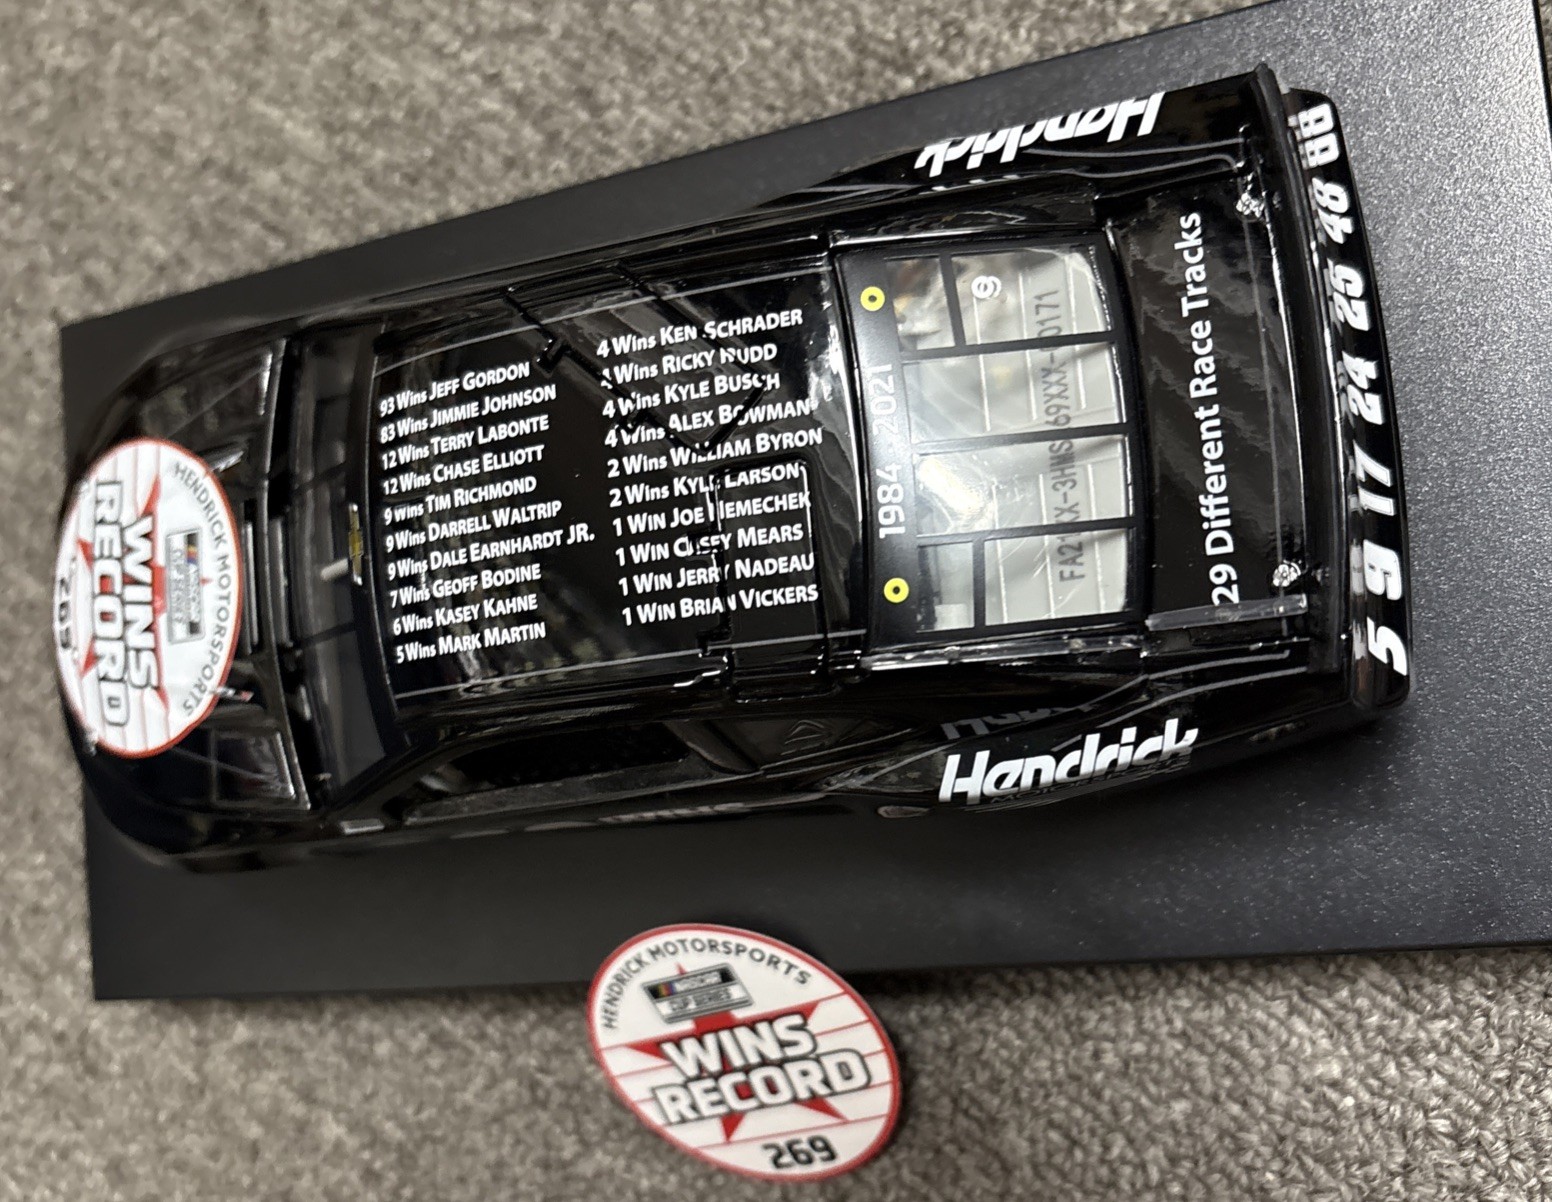 93 Wins JEFF GORDON
83 Wins JIMMIE JOHNSON
12 Wins TERRY LABONTE
12 Wins CHASE ELLIOTT
9 wins TIM RICHMOND
9 Wins DARRELL WALTRIP
9 Wins DALE EARNHARDT JR.
7 Wins GEOFF BODINE
6 Wins KASEY KAHNE
5 Wins MARK MARTIN
4 Wins KEN SCHRADER
4 Wins RICKY RUDD
4 Wins KYLE BUSCH
4 Wins ALEX BOWMAN
2 Wins WILLIAM BYRON
2 Wins KYLE LARSON
1 WIN JOE NEMECHEK
1 WIN CASEY MEARS
1 WIN JERRY NADEAU
1 WIN BRIAN VICKERS
1984 2021
29 Different Race Tracks
5 9 17 24 25 48 88
Hendrick
Hendrick
HENDRICK MOTORSPORTS
WINS
RECORD
269
HENDRICK MOTORSPORTS
CUP SERIES
WINS
RECORD
269